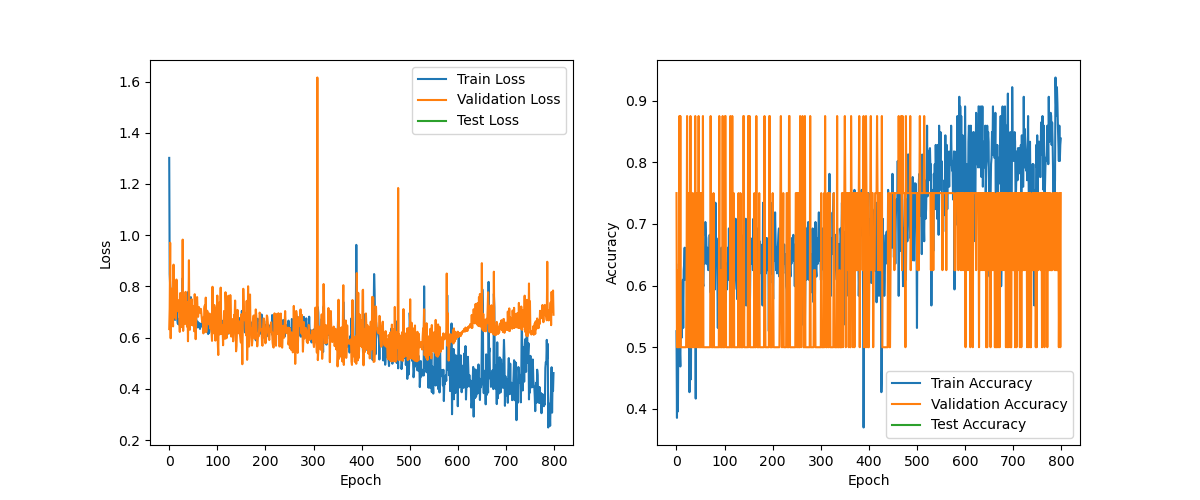 1.6
1.4
1.2
1.0
0.8
0.6
0.4
0.2
Loss
0 100 200 300 400 500 600 700 800
Epoch
Train Loss
Validation Loss
Test Loss
0.9
0.8
0.7
0.6
0.5
0.4
Accuracy
0 100 200 300 400 500 600 700 800
Epoch
Train Accuracy
Validation Accuracy
Test Accuracy